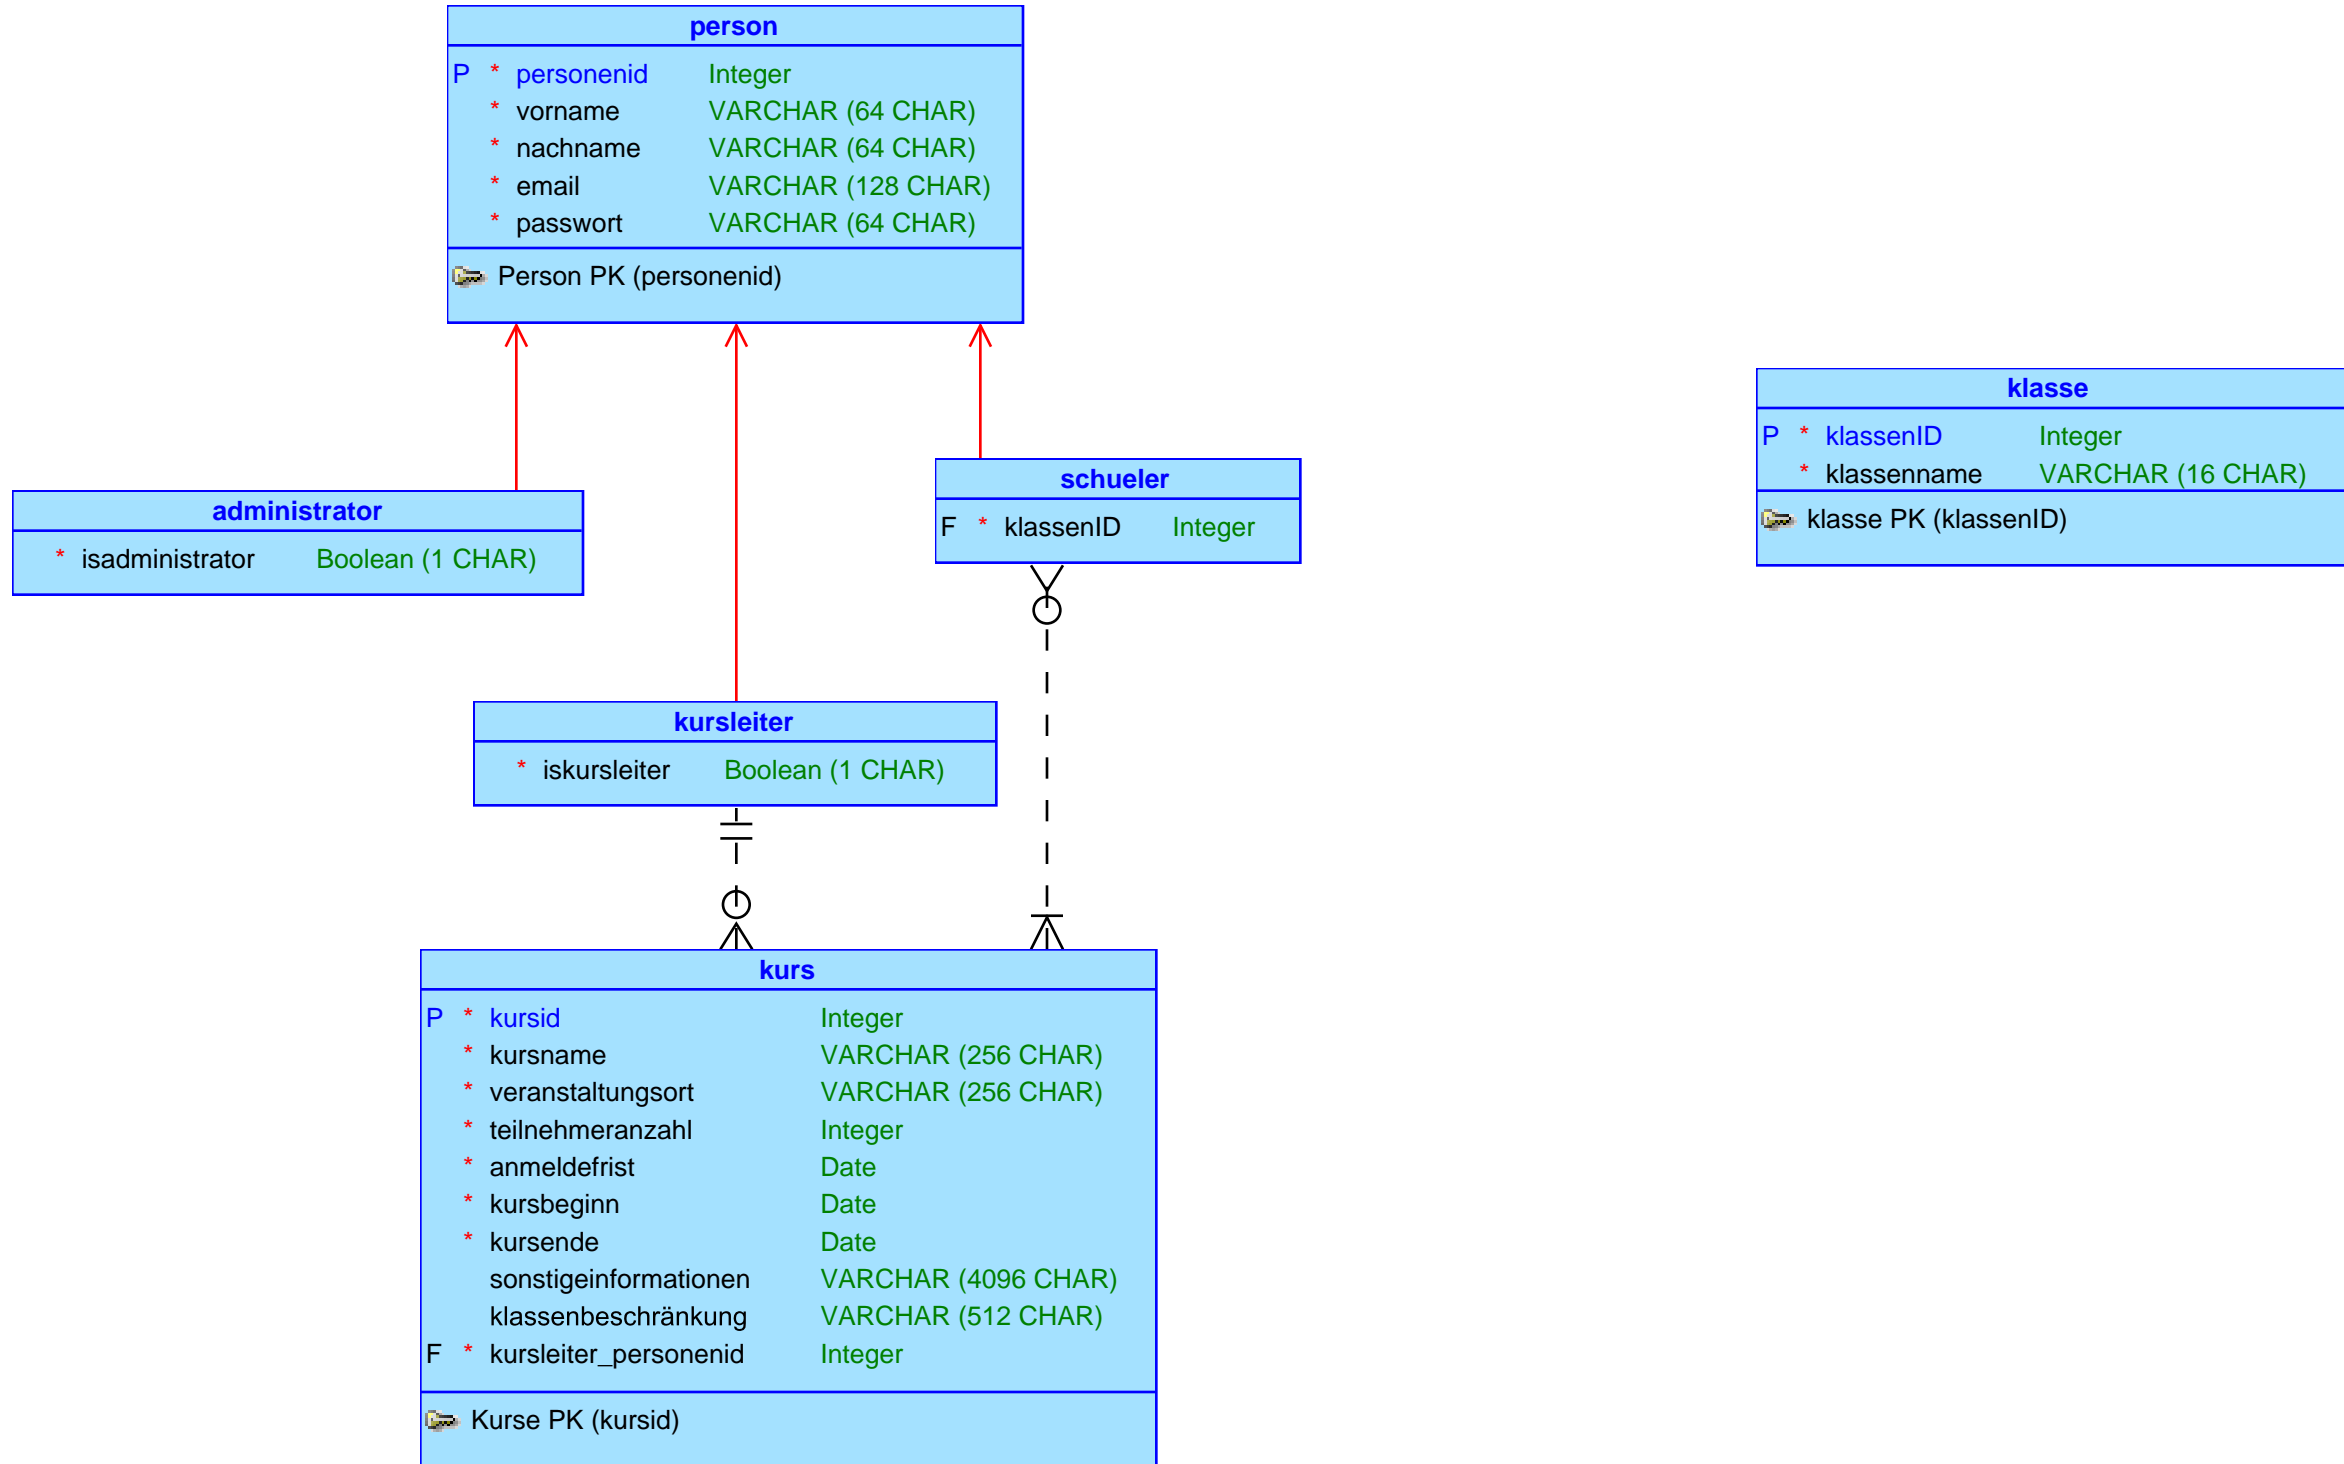 person
P * personenid Integer
* vorname VARCHAR (64 CHAR)
* nachname VARCHAR (64 CHAR)
* email VARCHAR (128 CHAR)
* passwort VARCHAR (64 CHAR)
Person PK (personenid)
klasse
P * klassenID Integer
* klassenname VARCHAR (16 CHAR)
klasse PK (klassenID)
schueler
F * klassenID Integer
administrator
* isadministrator Boolean (1 CHAR)
kursleiter
* iskursleiter Boolean (1 CHAR)
kurs
P * kursid Integer
* kursname VARCHAR (256 CHAR)
* veranstaltungsort VARCHAR (256 CHAR)
* teilnehmeranzahl Integer
* anmeldefrist Date
* kursbeginn Date
* kursende Date
sonstigeinformationen VARCHAR (4096 CHAR)
klassenbeschränkung VARCHAR (512 CHAR)
F * kursleiter_personenid Integer
Kurse PK (kursid)